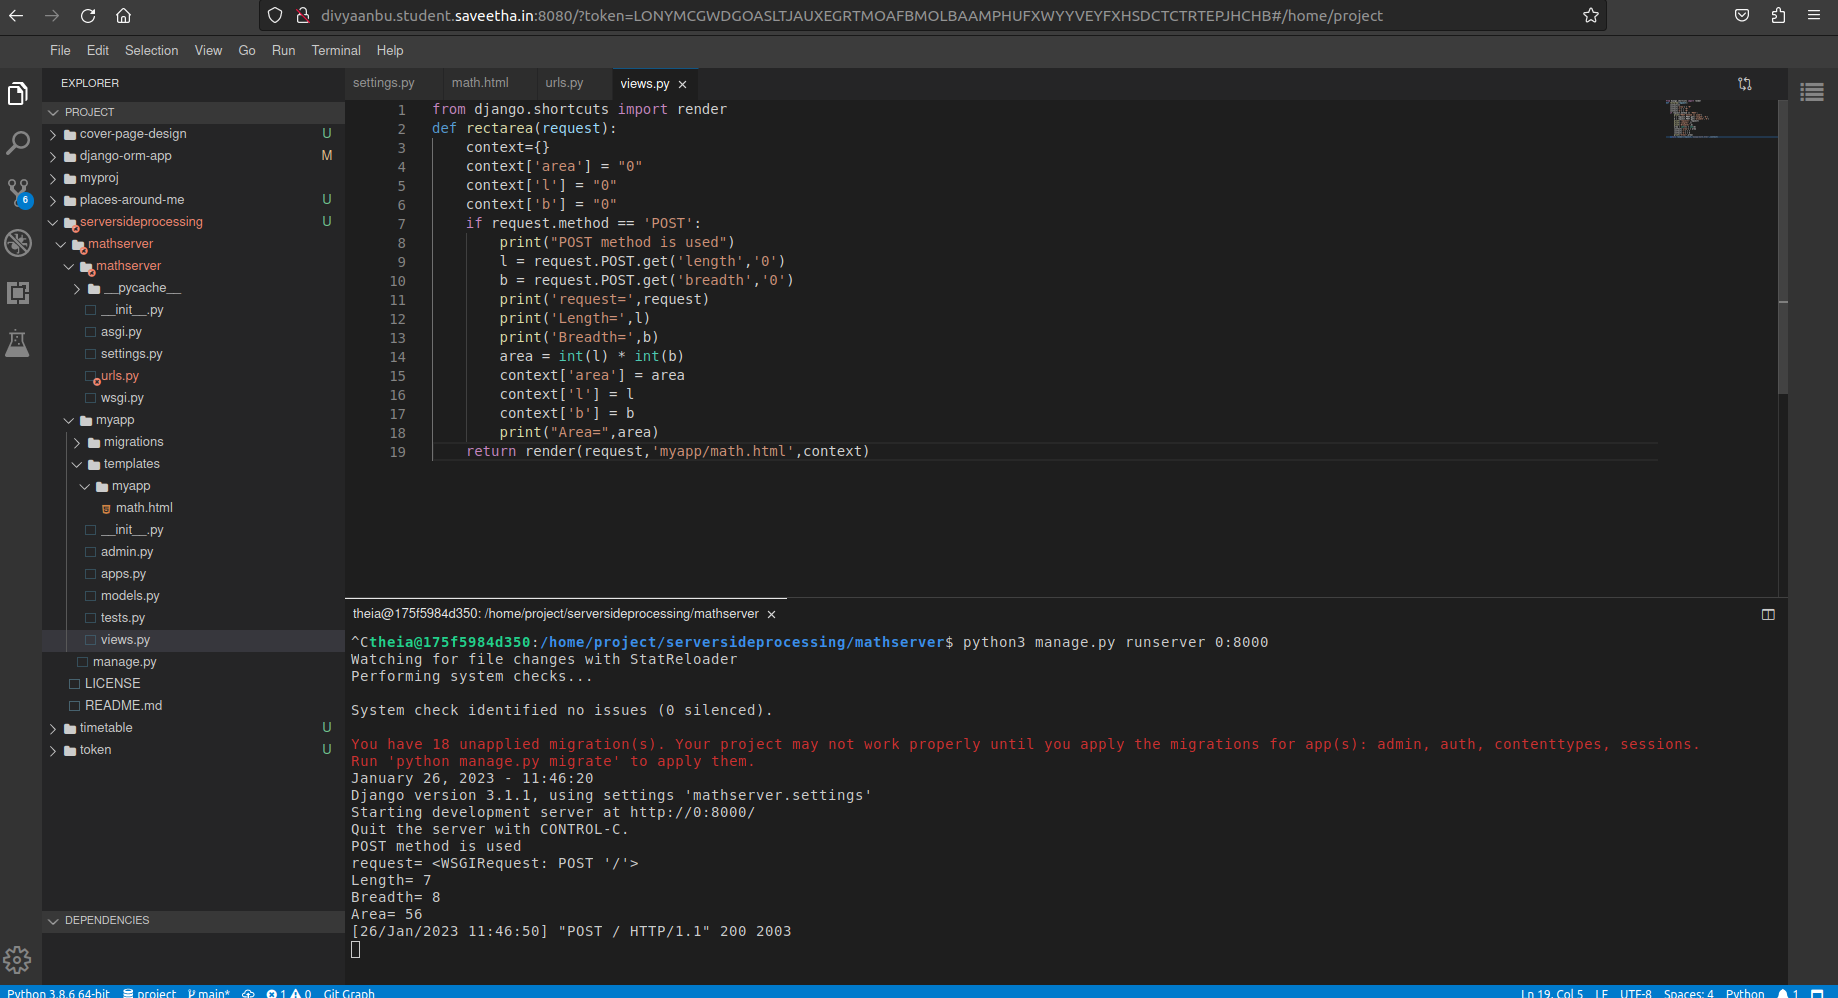 divyaanbu.student.saveetha.in:8080/?token=LONYMCGWDGOASLTJAUXEGRTMOAFBMOLBAAMPHUFXWYYVEYFXHSDCTCTRTEPJHCHB#/home/project
File Edit Selection View Go Run Terminal Help
EXPLORER
PROJECT
cover-page-design U
django-orm-app M
myproj
places-around-me U
serversideprocessing U
mathserver
mathserver
__pycache__
__init__.py
asgi.py
settings.py
urls.py
wsgi.py
myapp
migrations
templates
myapp
math.html
__init__.py
admin.py
apps.py
models.py
tests.py
views.py
manage.py
LICENSE
README.md
timetable U
token U
DEPENDENCIES
6
settings.py math.html urls.py views.py
1 from django.shortcuts import render
2 def rectarea(request):
3     context={}
4     context['area'] = "0"
5     context['l'] = "0"
6     context['b'] = "0"
7     if request.method == 'POST':
8         print("POST method is used")
9         l = request.POST.get('length','0')
10         b = request.POST.get('breadth','0')
11         print('request=',request)
12         print('Length=',l)
13         print('Breadth=',b)
14         area = int(l) * int(b)
15         context['area'] = area
16         context['l'] = l
17         context['b'] = b
18         print("Area=",area)
19     return render(request,'myapp/math.html',context)
theia@175f5984d350: /home/project/serversideprocessing/mathserver
^Ctheia@175f5984d350:/home/project/serversideprocessing/mathserver$ python3 manage.py runserver 0:8000
Watching for file changes with StatReloader
Performing system checks...
System check identified no issues (0 silenced).
You have 18 unapplied migration(s). Your project may not work properly until you apply the migrations for app(s): admin, auth, contenttypes, sessions.
Run 'python manage.py migrate' to apply them.
January 26, 2023 - 11:46:20
Django version 3.1.1, using settings 'mathserver.settings'
Starting development server at http://0:8000/
Quit the server with CONTROL-C.
POST method is used
request= <WSGIRequest: POST '/'>
Length= 7
Breadth= 8
Area= 56
[26/Jan/2023 11:46:50] "POST / HTTP/1.1" 200 2003
Python 3.8.6 64-bit project main* 1 0 Git Graph Ln 19, Col 5 LF UTF-8 Spaces: 4 Python 1